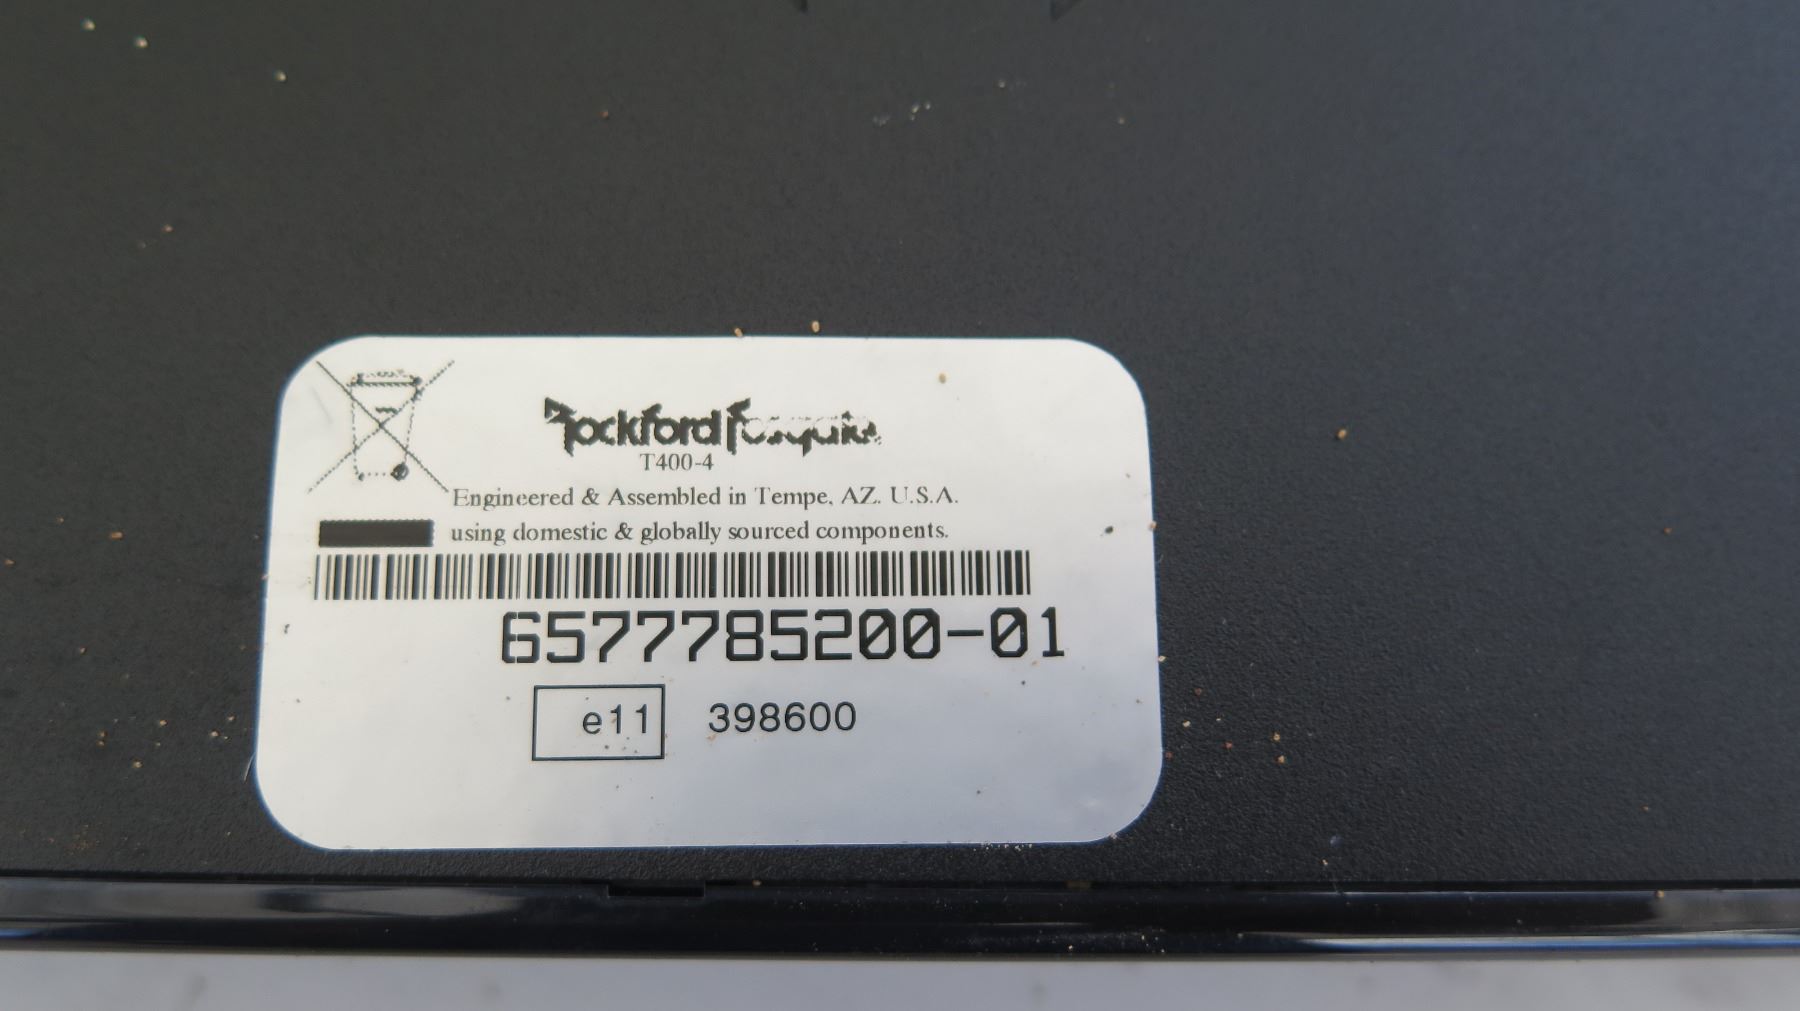 Rockford Fosgate
T400-4
Engineered & Assembled in Tempe, AZ. U.S.A.
using domestic & globally sourced components.
6577785200-01
e11 398600